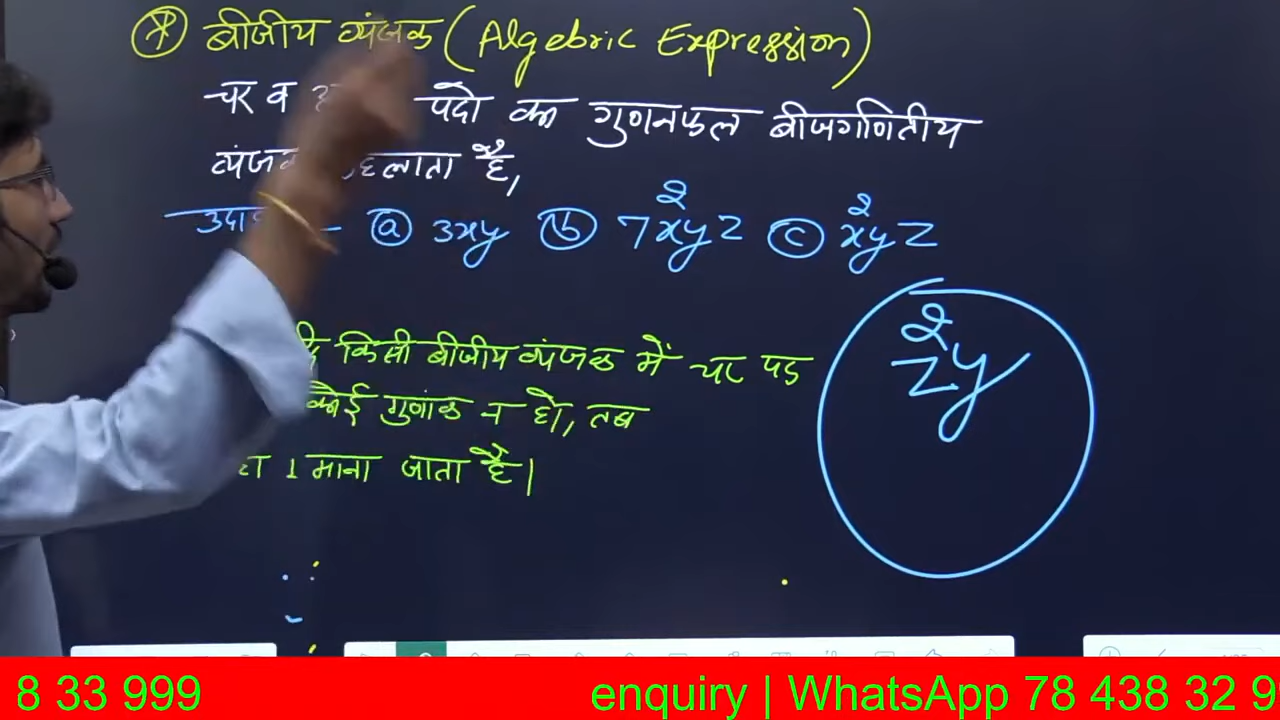 * बीजीय व्यंजक (Algebric Expression)
चर व पदो का गुणनफल बीजगणितीय
है,
(a) 3xy (b) 7x²yz (c) x²yz
किसी बीजीय व्यंजक में चर पद
कोई गुणांक न हो, तब
1 माना जाता है।
z²y
8 33 999 enquiry | WhatsApp 78 438 32 9